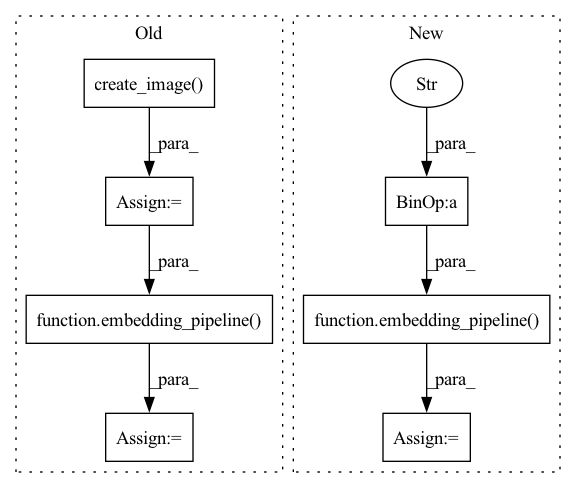 Old
create_image()
_para_
Assign:=
_para_
function.embedding_pipeline()
_para_
Assign:=
New
Str
_para_
BinOp:a
_para_
function.embedding_pipeline()
_para_
Assign:=